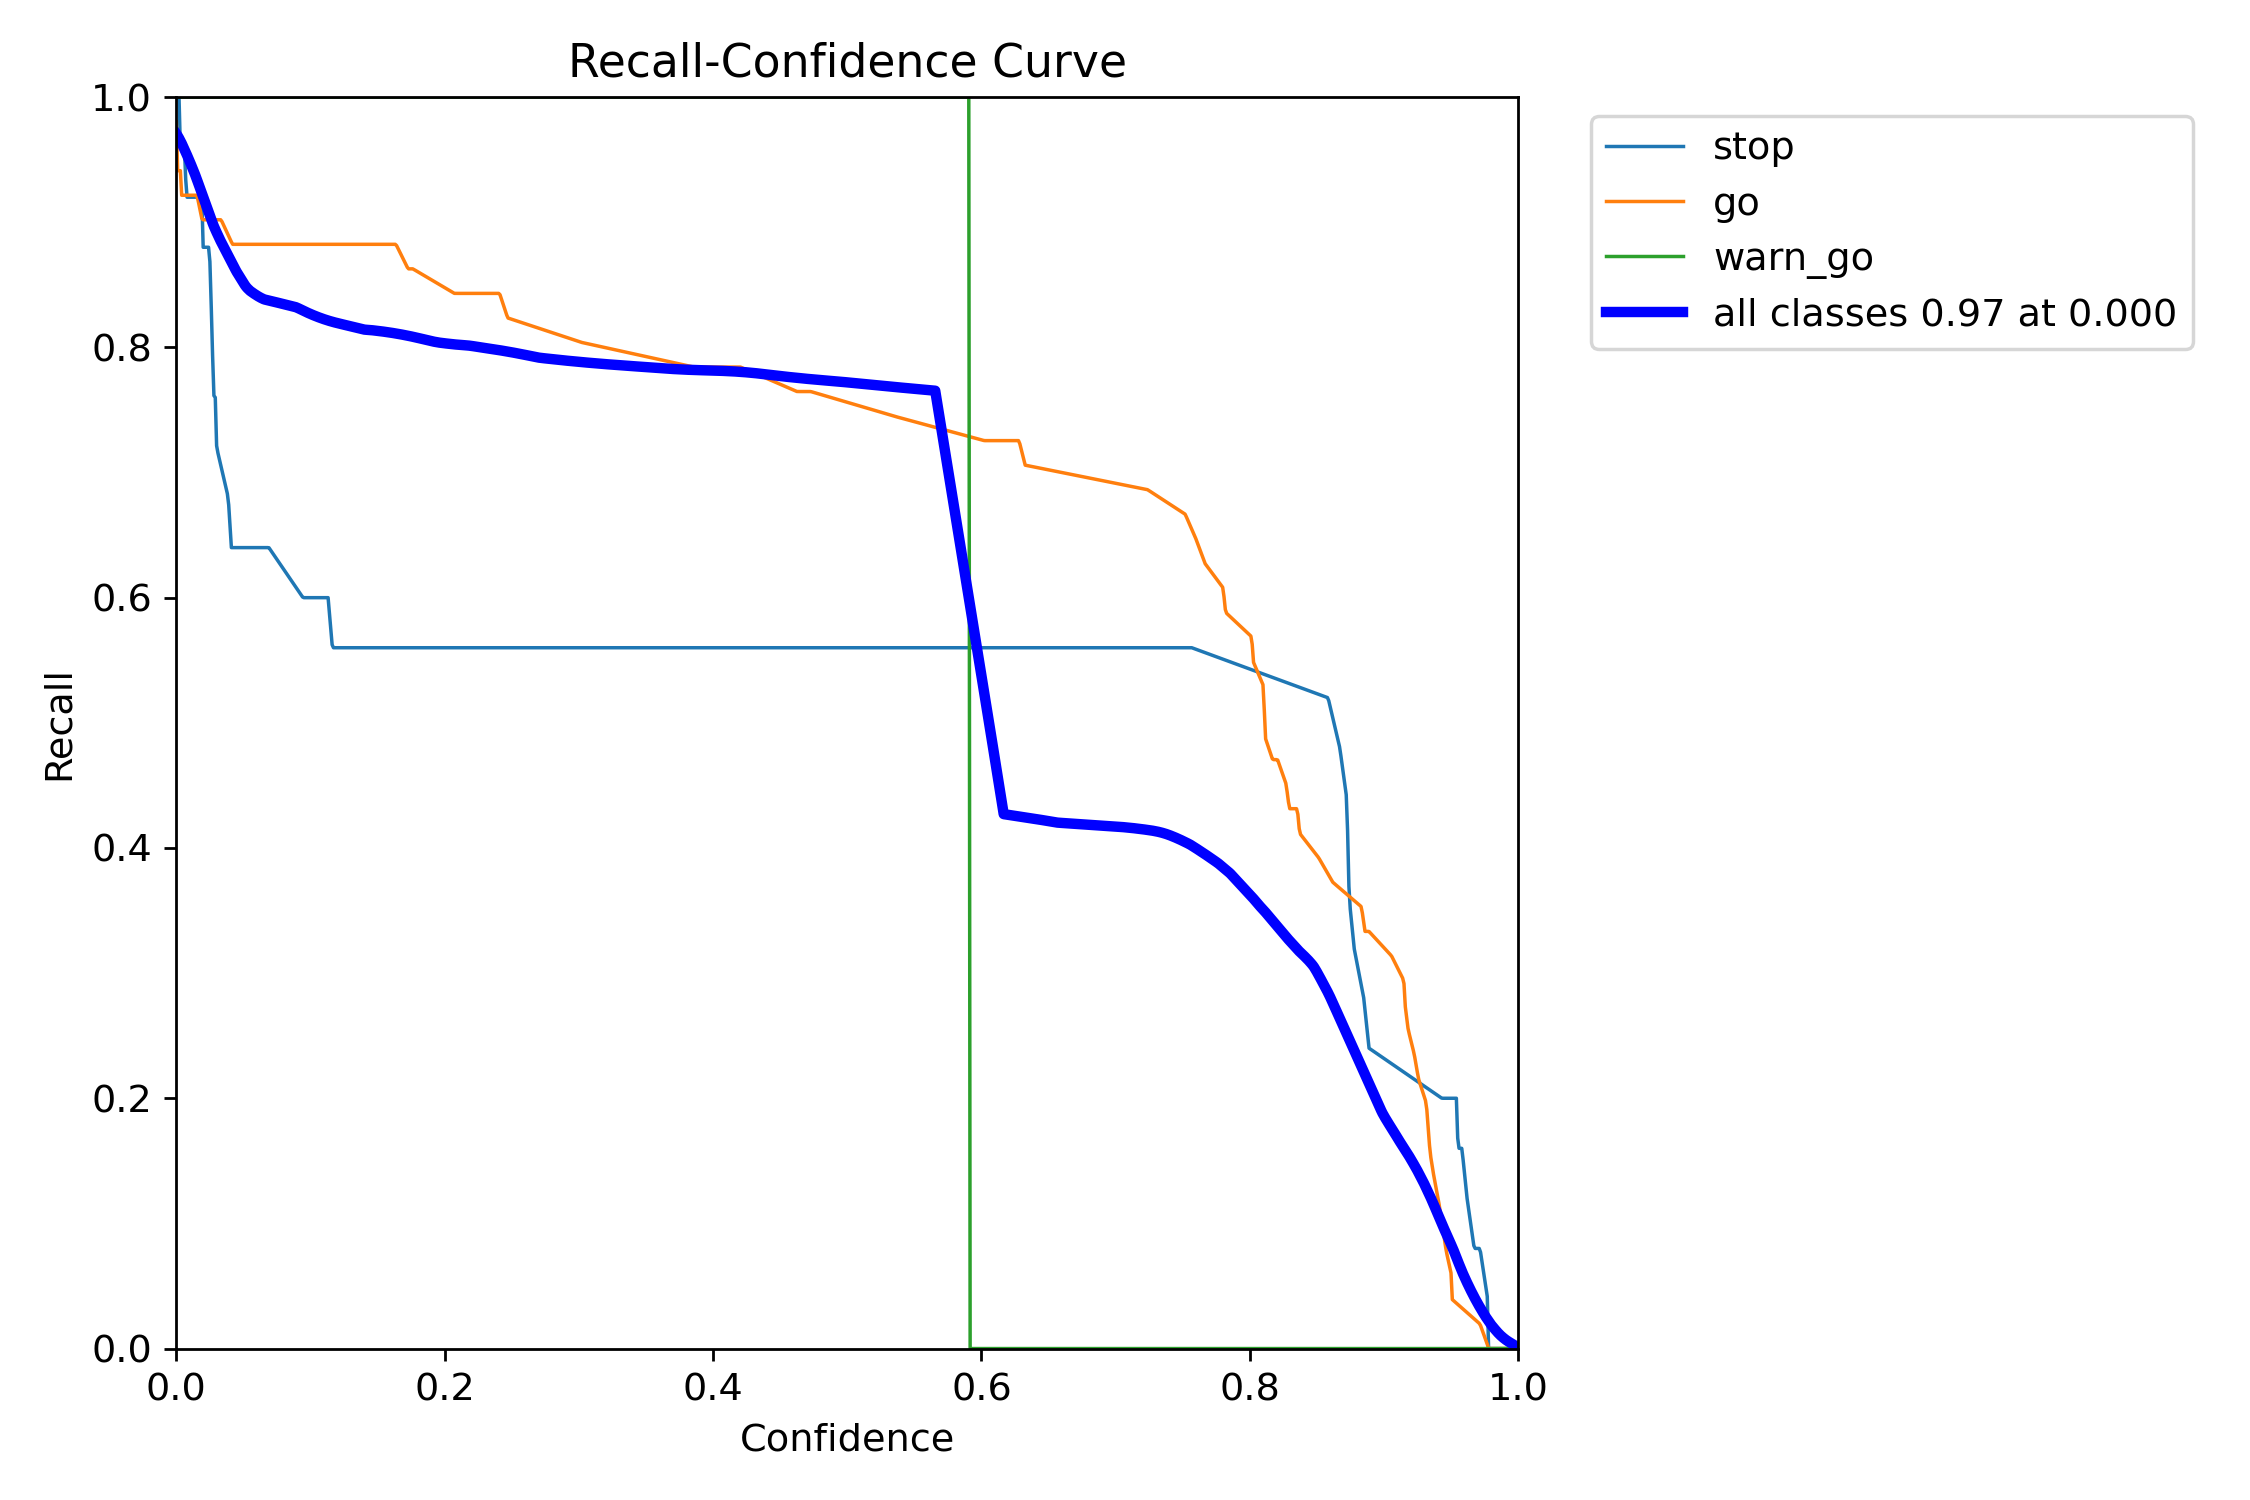 Recall-Confidence Curve
1.0
0.8
0.6
0.4
0.2
0.0
Recall
0.0 0.2 0.4 0.6 0.8 1.0
Confidence
stop
go
warn_go
all classes 0.97 at 0.000